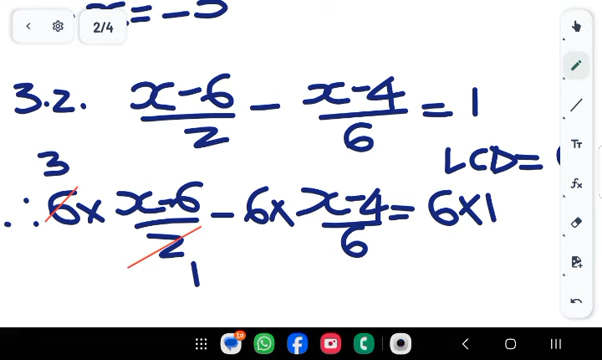 x = -3
2/4
3.2. (x-6)/2 - (x-4)/6 = 1
LCD=
3
∴ 6 × (x-6)/2 - 6 × (x-4)/6 = 6×1
1